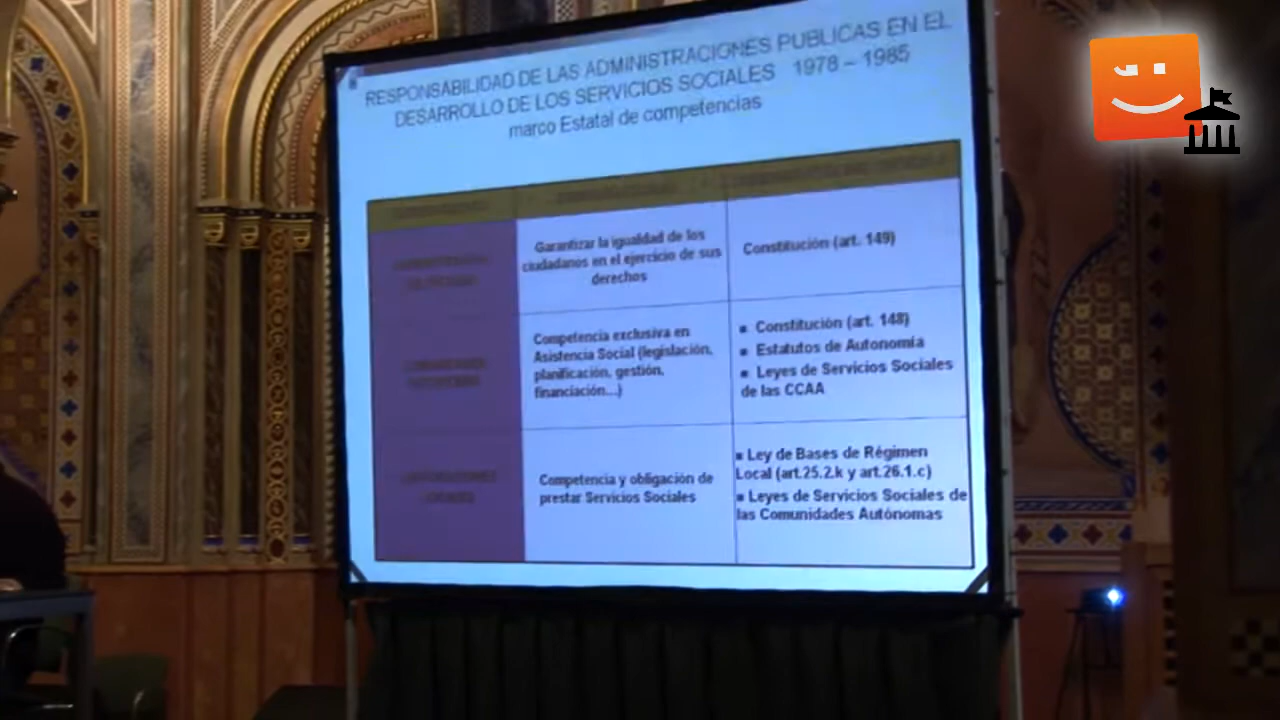 RESPONSABILIDAD DE LAS ADMINISTRACIONES PUBLICAS EN EL
DESARROLLO DE LOS SERVICIOS SOCIALES 1978 – 1985
marco Estatal de competencias
Garantizar la igualdad de los
ciudadanos en el ejercicio de sus
derechos
Constitución (art. 149)
Competencia exclusiva en
Asistencia Social (legislación,
planificación, gestión,
financiación...)
▪ Constitución (art. 148)
▪ Estatutos de Autonomía
▪ Leyes de Servicios Sociales
de las CCAA
Competencia y obligación de
prestar Servicios Sociales
▪ Ley de Bases de Régimen
Local (art.25.2.k y art.26.1.c)
▪ Leyes de Servicios Sociales de
las Comunidades Autónomas